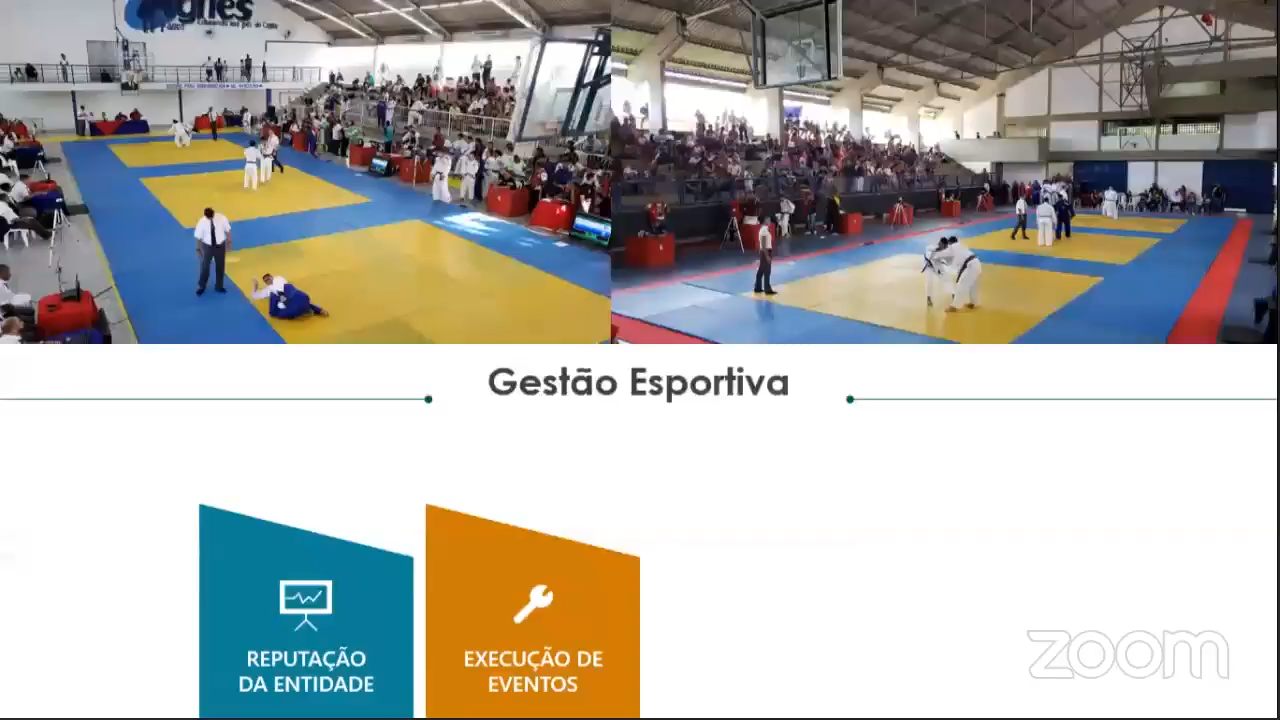 Gestão Esportiva
REPUTAÇÃO
DA ENTIDADE
EXECUÇÃO DE
EVENTOS
zoom